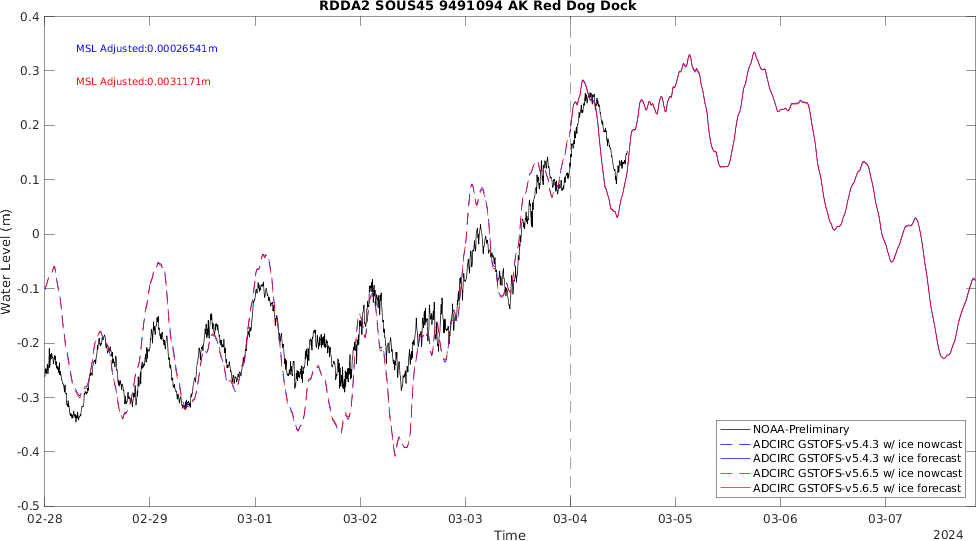 RDDA2 SOUS45 9491094 AK Red Dog Dock
MSL Adjusted:0.00026541m
MSL Adjusted:0.0031171m
Water Level (m)
0.4
0.3
0.2
0.1
0
-0.1
-0.2
-0.3
-0.4
-0.5
NOAA-Preliminary
ADCIRC GSTOFS-v5.4.3 w/ ice nowcast
ADCIRC GSTOFS-v5.4.3 w/ ice forecast
ADCIRC GSTOFS-v5.6.5 w/ ice nowcast
ADCIRC GSTOFS-v5.6.5 w/ ice forecast
02-28 02-29 03-01 03-02 03-03 03-04 03-05 03-06 03-07
Time
2024